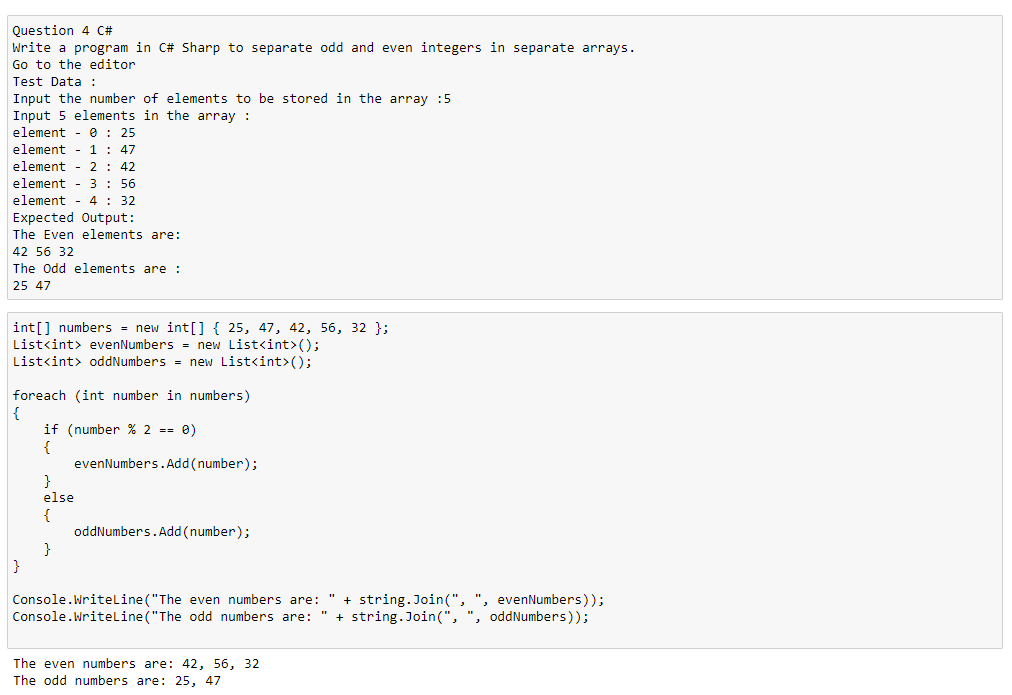 Question 4 C#
Write a program in C# Sharp to separate odd and even integers in separate arrays.
Go to the editor
Test Data :
Input the number of elements to be stored in the array :5
Input 5 elements in the array :
element - 0 : 25
element - 1 : 47
element - 2 : 42
element - 3 : 56
element - 4 : 32
Expected Output:
The Even elements are:
42 56 32
The Odd elements are :
25 47
int[] numbers = new int[] { 25, 47, 42, 56, 32 };
List<int> evenNumbers = new List<int>();
List<int> oddNumbers = new List<int>();

foreach (int number in numbers)
{
    if (number % 2 == 0)
    {
        evenNumbers.Add(number);
    }
    else
    {
        oddNumbers.Add(number);
    }
}

Console.WriteLine("The even numbers are: " + string.Join(", ", evenNumbers));
Console.WriteLine("The odd numbers are: " + string.Join(", ", oddNumbers));
The even numbers are: 42, 56, 32
The odd numbers are: 25, 47